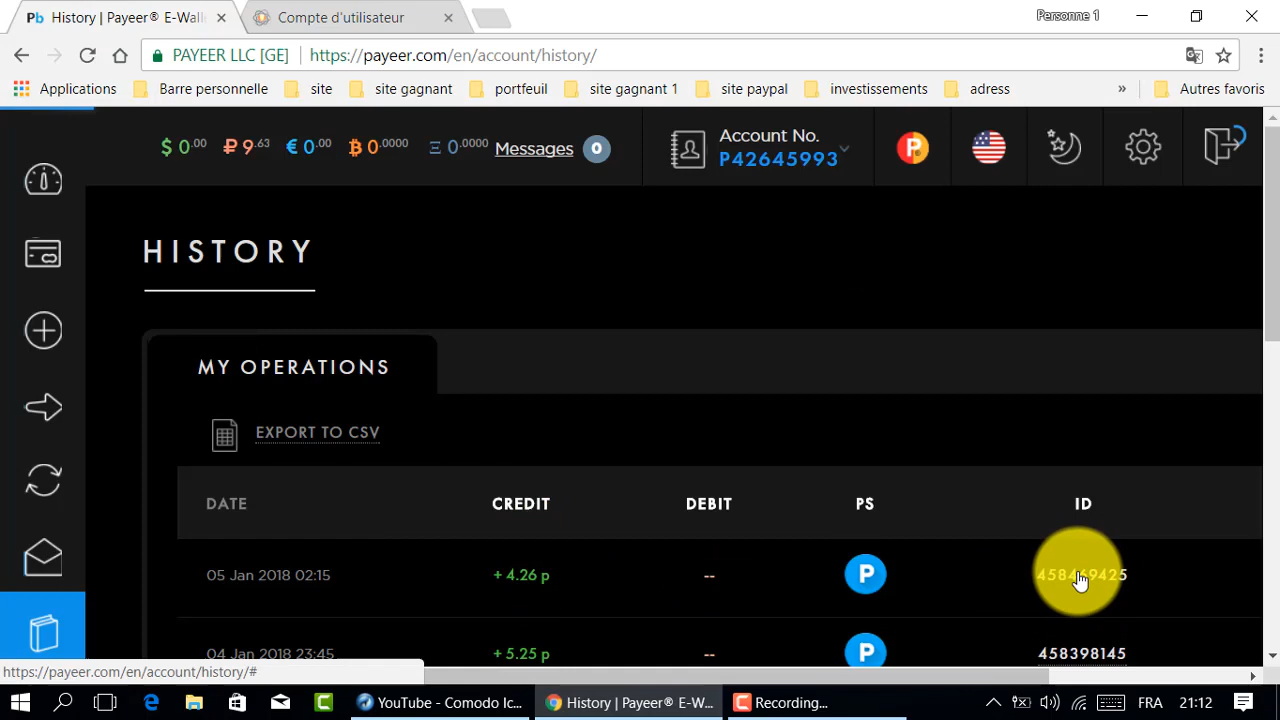 Pb History | Payeer® E-Wall
Compte d'utilisateur
Personne 1
PAYEER LLC [GE]
https://payeer.com/en/account/history/
Applications
Barre personnelle
site
site gagnant
portfeuil
site gagnant 1
site paypal
investissements
adress
»
Autres favoris
$ 0.00
₽ 9.63
€ 0.00
฿ 0.0000
Ξ 0.0000
Messages
0
Account No.
P42645993
HISTORY
MY OPERATIONS
EXPORT TO CSV
DATE CREDIT DEBIT PS ID
05 Jan 2018 02:15 + 4.26 p -- P 458469425
04 Jan 2018 23:45 + 5.25 p -- P 458398145
https://payeer.com/en/account/history/#
YouTube - Comodo Ic...
History | Payeer® E-W...
Recording...
FRA
21:12